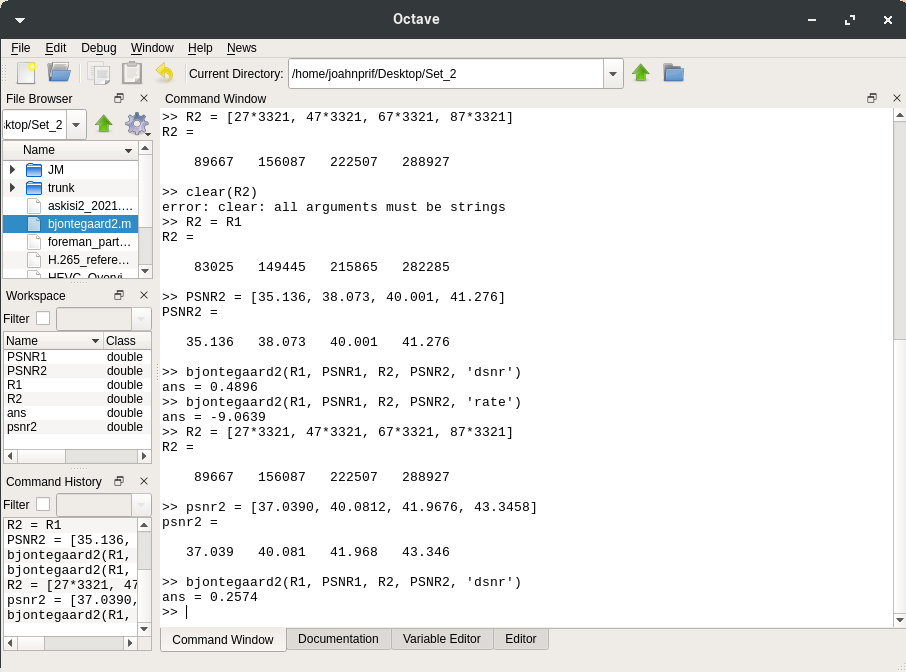 Octave
File Edit Debug Window Help News
Current Directory: /home/joahnprif/Desktop/Set_2
File Browser
ktop/Set_2
Name
JM
trunk
askisi2_2021....
bjontegaard2.m
foreman_part...
H.265_refere...
HEVC_Overvi...
Workspace
Filter
Name Class
PSNR1 double
PSNR2 double
R1 double
R2 double
ans double
psnr2 double
Command History
Filter
R2 = R1
PSNR2 = [35.136,
bjontegaard2(R1,
bjontegaard2(R1,
R2 = [27*3321, 47
psnr2 = [37.0390,
bjontegaard2(R1,
Command Window
>> R2 = [27*3321, 47*3321, 67*3321, 87*3321]
R2 =
89667 156087 222507 288927
>> clear(R2)
error: clear: all arguments must be strings
>> R2 = R1
R2 =
83025 149445 215865 282285
>> PSNR2 = [35.136, 38.073, 40.001, 41.276]
PSNR2 =
35.136 38.073 40.001 41.276
>> bjontegaard2(R1, PSNR1, R2, PSNR2, 'dsnr')
ans = 0.4896
>> bjontegaard2(R1, PSNR1, R2, PSNR2, 'rate')
ans = -9.0639
>> R2 = [27*3321, 47*3321, 67*3321, 87*3321]
R2 =
89667 156087 222507 288927
>> psnr2 = [37.0390, 40.0812, 41.9676, 43.3458]
psnr2 =
37.039 40.081 41.968 43.346
>> bjontegaard2(R1, PSNR1, R2, PSNR2, 'dsnr')
ans = 0.2574
>>
Command Window Documentation Variable Editor Editor